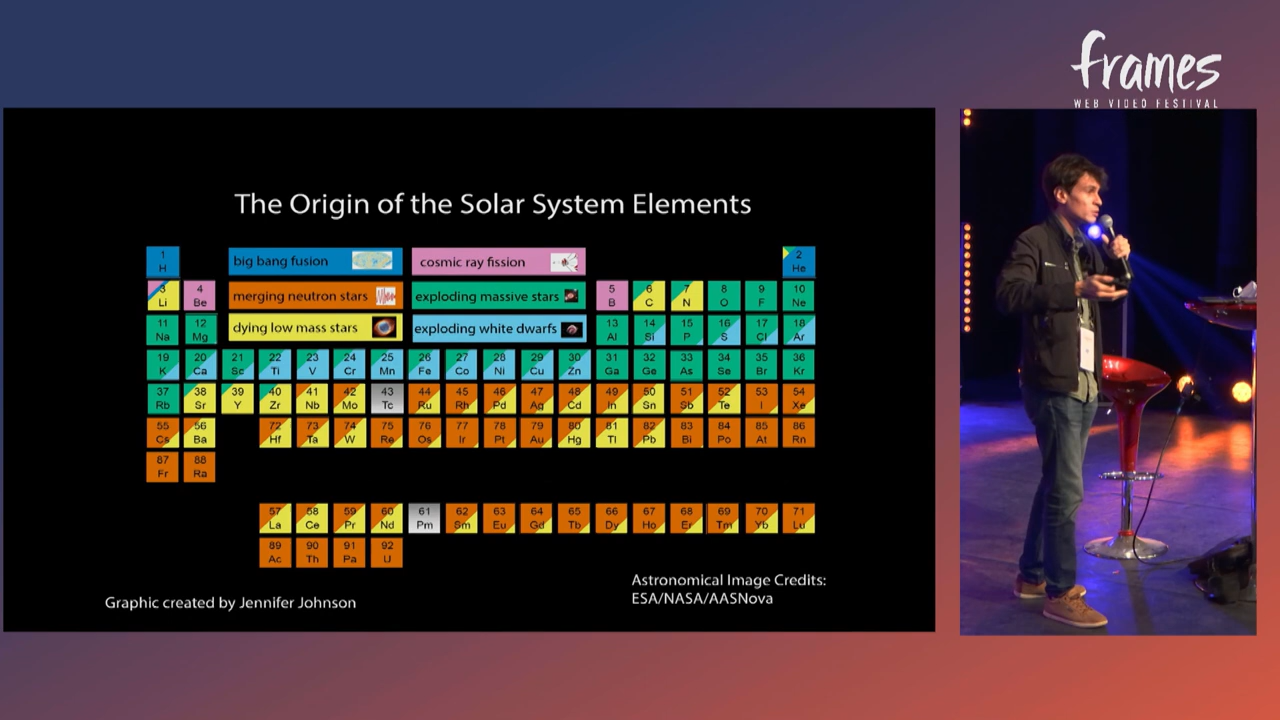 frames
WEB VIDEO FESTIVAL
The Origin of the Solar System Elements
1 2
H big bang fusion cosmic ray fission He
3 4 5 6 7 8 9 10
Li Be merging neutron stars exploding massive stars B C N O F Ne
11 12 13 14 15 16 17 18
Na Mg dying low mass stars exploding white dwarfs Al Si P S Cl Ar
19 20 21 22 23 24 25 26 27 28 29 30 31 32 33 34 35 36
K Ca Sc Ti V Cr Mn Fe Co Ni Cu Zn Ga Ge As Se Br Kr
37 38 39 40 41 42 43 44 45 46 47 48 49 50 51 52 53 54
Rb Sr Y Zr Nb Mo Tc Ru Rh Pd Ag Cd In Sn Sb Te I Xe
55 56 72 73 74 75 76 77 78 79 80 81 82 83 84 85 86
Cs Ba Hf Ta W Re Os Ir Pt Au Hg Tl Pb Bi Po At Rn
87 88
Fr Ra
57 58 59 60 61 62 63 64 65 66 67 68 69 70 71
La Ce Pr Nd Pm Sm Eu Gd Tb Dy Ho Er Tm Yb Lu
89 90 91 92
Ac Th Pa U
Astronomical Image Credits:
ESA/NASA/AASNova
Graphic created by Jennifer Johnson